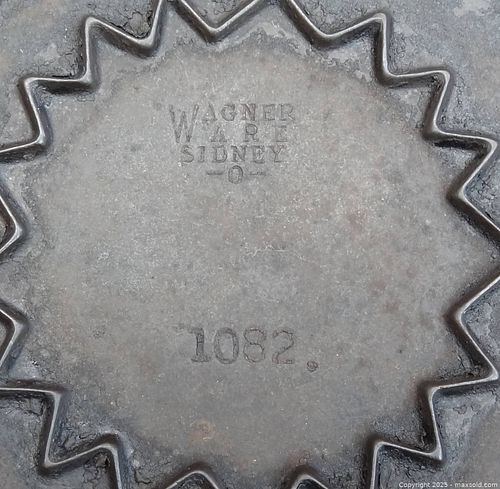 WAGNER
WARE
SIDNEY
-O-
1082.
Copyright 2025 - maxsold.com